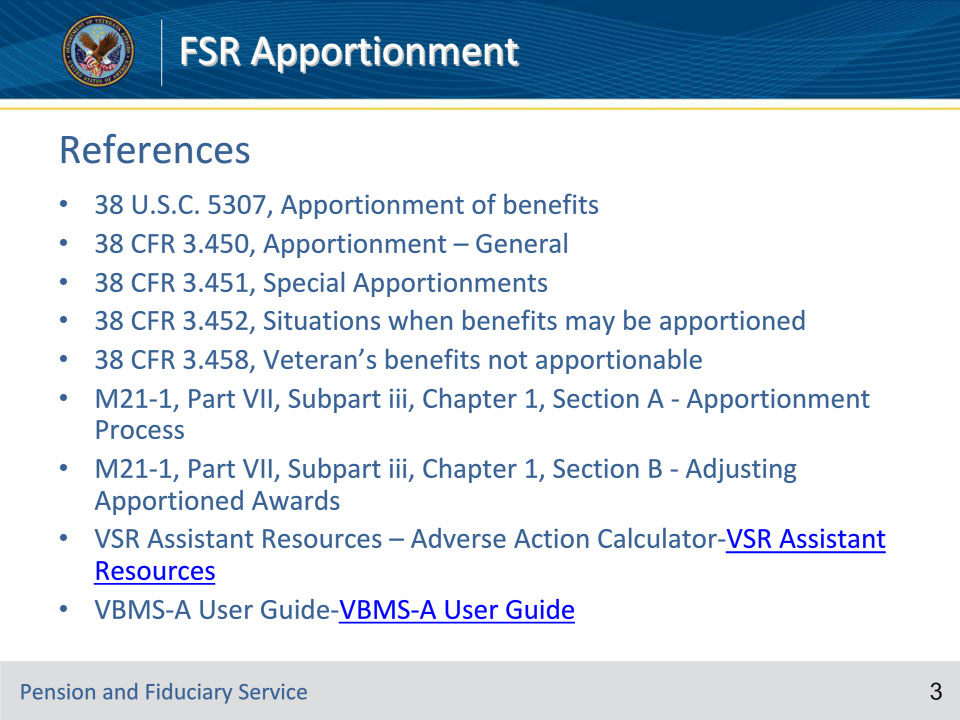 FSR Apportionment
References
• 38 U.S.C. 5307, Apportionment of benefits
• 38 CFR 3.450, Apportionment – General
• 38 CFR 3.451, Special Apportionments
• 38 CFR 3.452, Situations when benefits may be apportioned
• 38 CFR 3.458, Veteran’s benefits not apportionable
• M21-1, Part VII, Subpart iii, Chapter 1, Section A - Apportionment
Process
• M21-1, Part VII, Subpart iii, Chapter 1, Section B - Adjusting
Apportioned Awards
• VSR Assistant Resources – Adverse Action Calculator-VSR Assistant
Resources
• VBMS-A User Guide-VBMS-A User Guide
Pension and Fiduciary Service
3